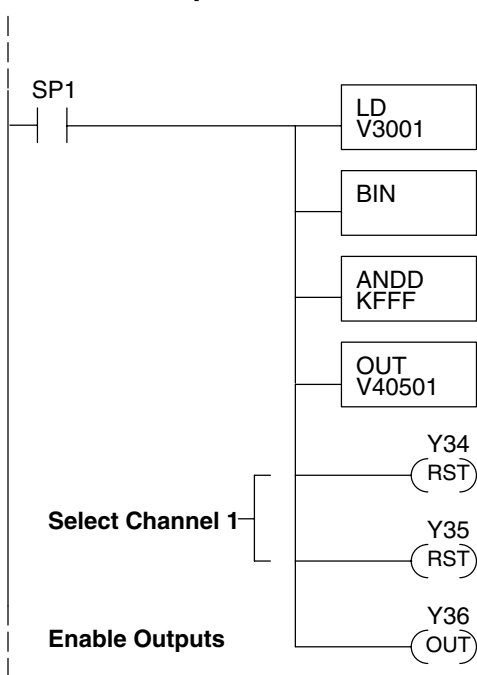 SP1
LD
V3001
BIN
ANDD
KFFF
OUT
V40501
Y34
RST
Select Channel 1
Y35
RST
Y36
Enable Outputs
OUT